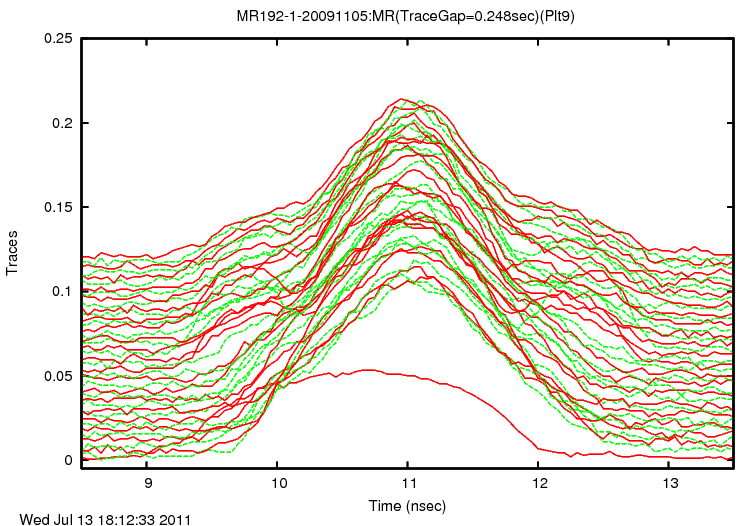 MR192-1-20091105:MR(TraceGap=0.248sec)(Plt9)
0.25
0.2
0.15
0.1
0.05
0
Traces
9 10 11 12 13
Time (nsec)
Wed Jul 13 18:12:33 2011